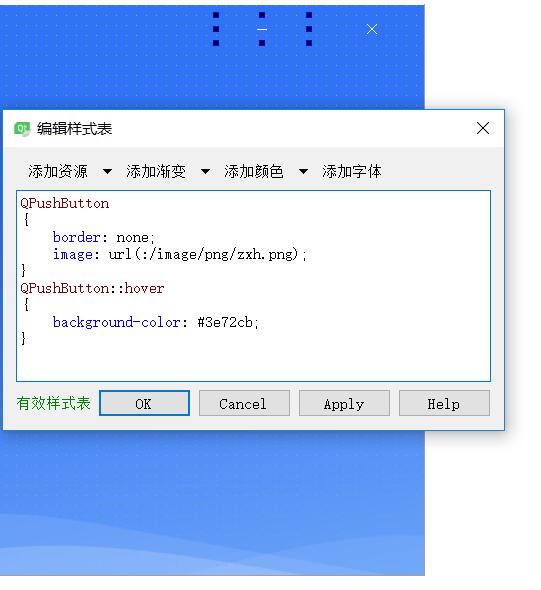 编辑样式表
添加资源 添加渐变 添加颜色 添加字体
QPushButton
{
border: none;
image: url(:/image/png/zxh.png);
}
QPushButton::hover
{
background-color: #3e72cb;
}
有效样式表 OK Cancel Apply Help